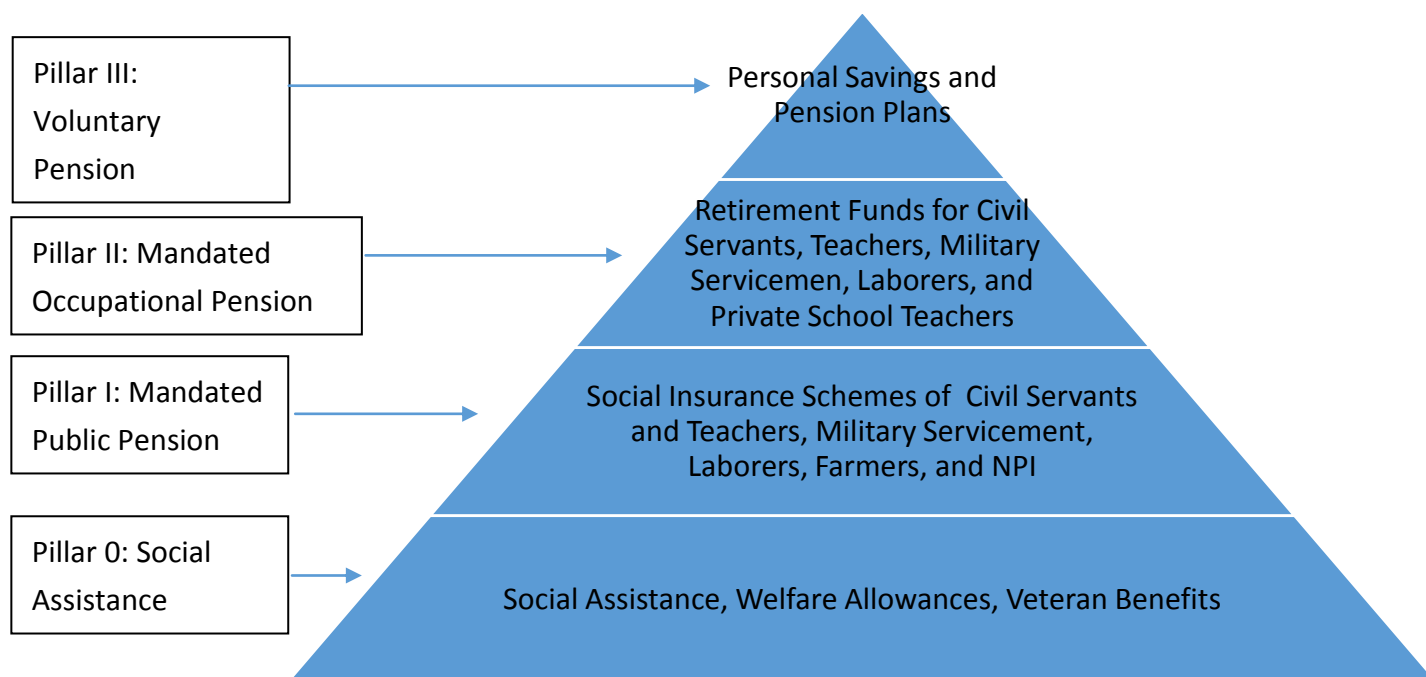 Pillar III:
Voluntary
Pension
Personal Savings and
Pension Plans
Pillar II: Mandated
Occupational Pension
Retirement Funds for Civil
Servants, Teachers, Military
Servicemen, Laborers, and
Private School Teachers
Pillar I: Mandated
Public Pension
Social Insurance Schemes of Civil Servants
and Teachers, Military Servicement,
Laborers, Farmers, and NPI
Pillar 0: Social
Assistance
Social Assistance, Welfare Allowances, Veteran Benefits